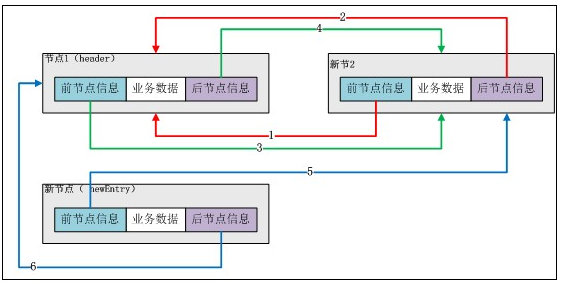 2
4
节点1（header）
前节点信息 业务数据 后节点信息
新节2
前节点信息 业务数据 后节点信息
1
3
5
新节点（ newEntry）
前节点信息 业务数据 后节点信息
6